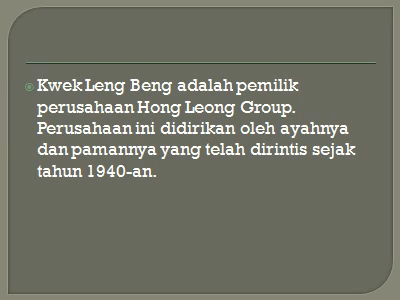 Kwek Leng Beng adalah pemilik
perusahaan Hong Leong Group.
Perusahaan ini didirikan oleh ayahnya
dan pamannya yang telah dirintis sejak
tahun 1940-an.